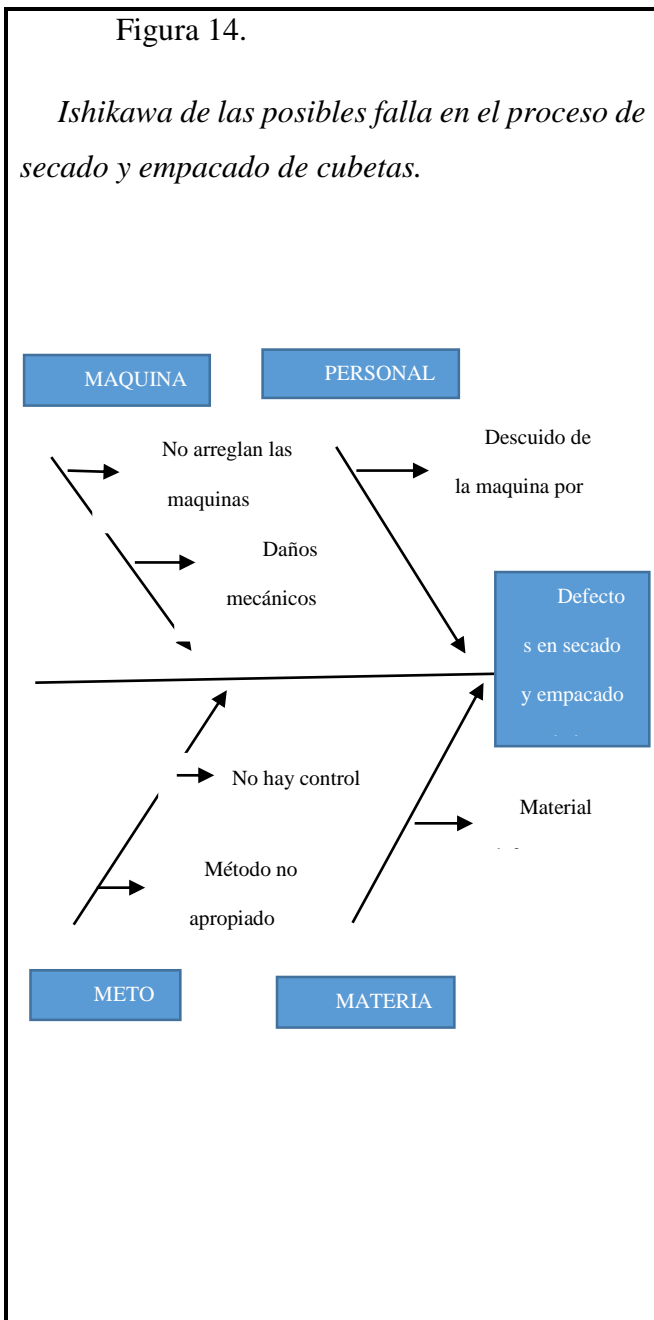 Figura 14.
Ishikawa de las posibles falla en el proceso de
secado y empacado de cubetas.
MAQUINA
PERSONAL
No arreglan las
maquinas
Descuido de
la maquina por
Daños
mecánicos
Defecto
s en secado
y empacado
No hay control
Material
Método no
apropiado
METO
MATERIA